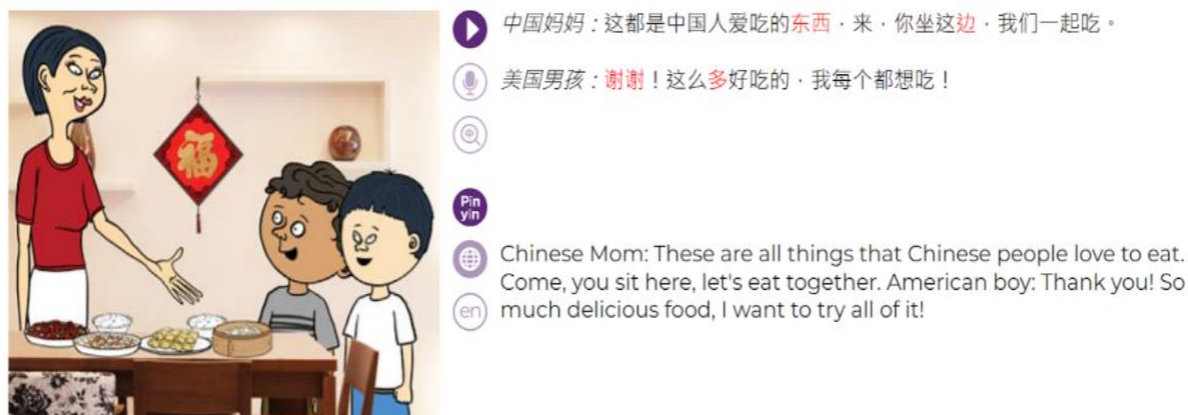 中国妈妈：这都是中国人爱吃的东西，来，你坐这边，我们一起吃。
美国男孩：谢谢！这么多好吃的，我每个都想吃！
福
Pīn
yīn
Chinese Mom: These are all things that Chinese people love to eat.
Come, you sit here, let's eat together. American boy: Thank you! So
en
much delicious food, I want to try all of it!